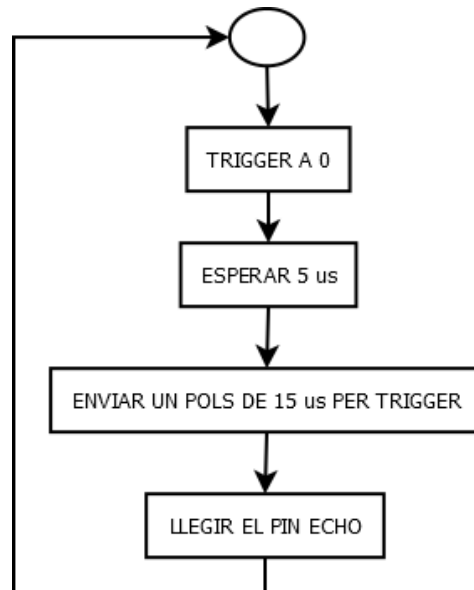 TRIGGER A 0
ESPERAR 5 us
ENVIAR UN POLS DE 15 us PER TRIGGER
LLEGIR EL PIN ECHO